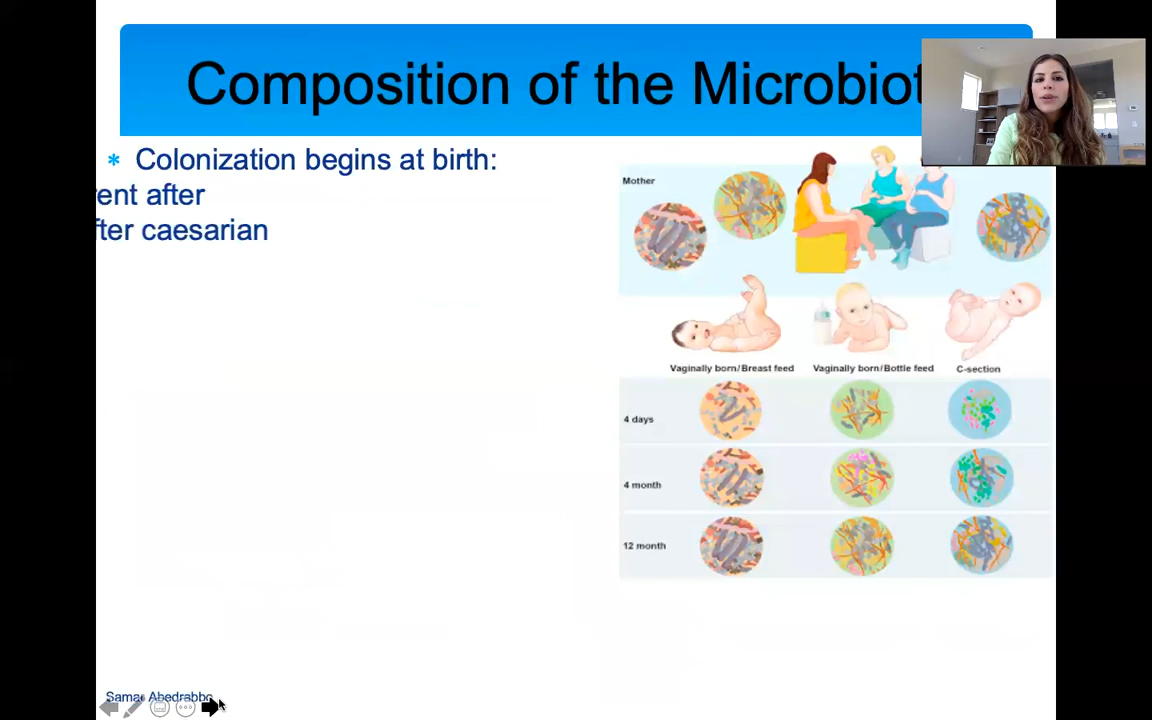 Composition of the Microbiot
* Colonization begins at birth:
rent after
fter caesarian
Mother
Vaginally born/Breast feed
Vaginally born/Bottle feed
C-section
4 days
4 month
12 month
Samar Abedrabbo